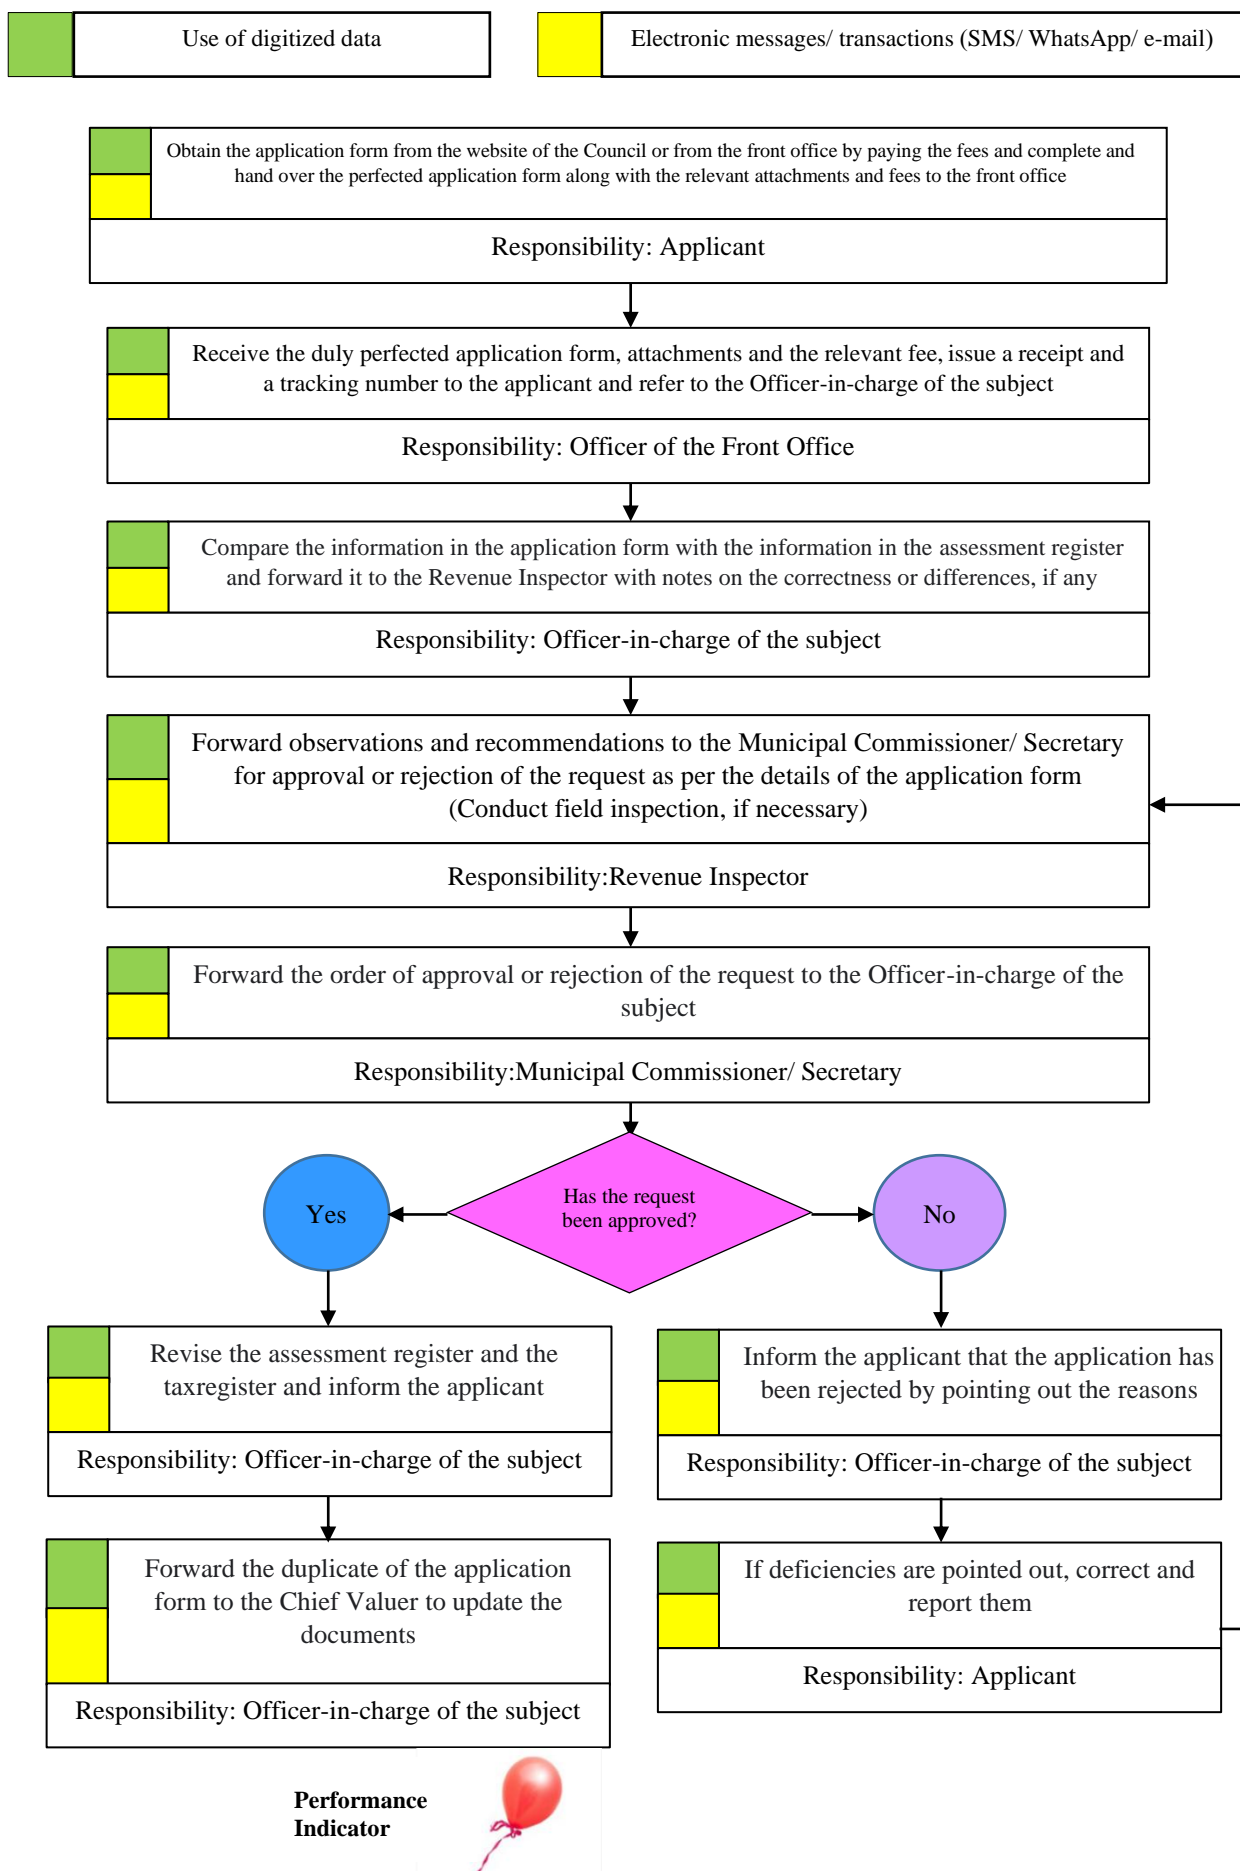 Use of digitized data
Electronic messages/ transactions (SMS/ WhatsApp/ e-mail)
Obtain the application form from the website of the Council or from the front office by paying the fees and complete and
hand over the perfected application form along with the relevant attachments and fees to the front office
Responsibility: Applicant
Receive the duly perfected application form, attachments and the relevant fee, issue a receipt and
a tracking number to the applicant and refer to the Officer-in-charge of the subject
Responsibility: Officer of the Front Office
Compare the information in the application form with the information in the assessment register
and forward it to the Revenue Inspector with notes on the correctness or differences, if any
Responsibility: Officer-in-charge of the subject
Forward observations and recommendations to the Municipal Commissioner/ Secretary
for approval or rejection of the request as per the details of the application form
(Conduct field inspection, if necessary)
Responsibility:Revenue Inspector
Forward the order of approval or rejection of the request to the Officer-in-charge of the
subject
Responsibility:Municipal Commissioner/ Secretary
Has the request
been approved?
Yes
No
Revise the assessment register and the
taxregister and inform the applicant
Responsibility: Officer-in-charge of the subject
Inform the applicant that the application has
been rejected by pointing out the reasons
Responsibility: Officer-in-charge of the subject
Forward the duplicate of the application
form to the Chief Valuer to update the
documents
Responsibility: Officer-in-charge of the subject
If deficiencies are pointed out, correct and
report them
Responsibility: Applicant
Performance
Indicator